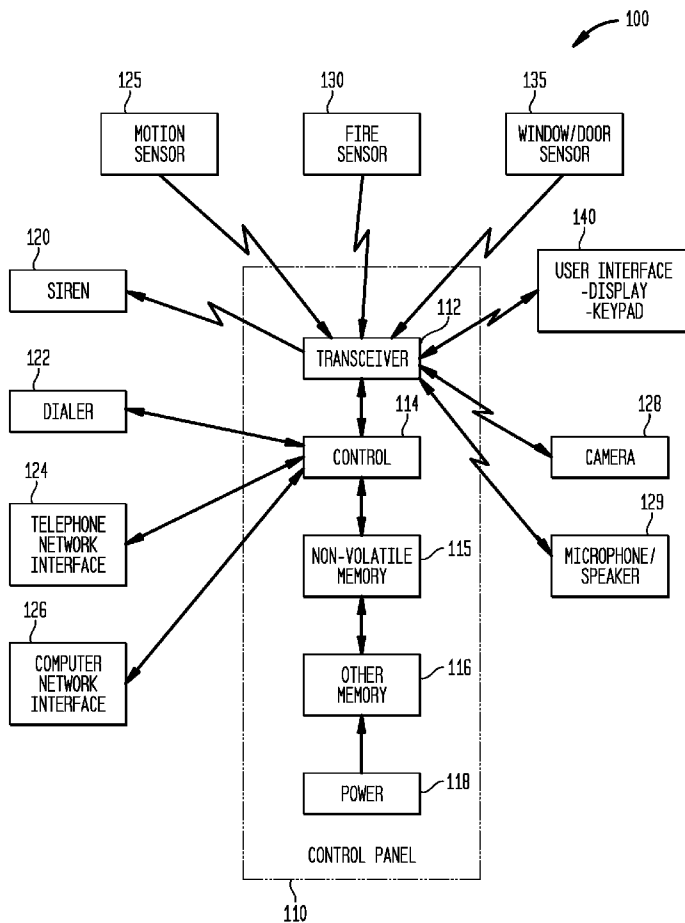 100
125
130
135
MOTION
SENSOR
FIRE
SENSOR
WINDOW/DOOR
SENSOR
120
SIREN
140
USER INTERFACE
-DISPLAY
-KEYPAD
112
TRANSCEIVER
122
DIALER
114
CONTROL
128
CAMERA
124
TELEPHONE
NETWORK
INTERFACE
NON-VOLATILE
MEMORY
115
129
MICROPHONE/
SPEAKER
126
COMPUTER
NETWORK
INTERFACE
OTHER
MEMORY
116
POWER
118
CONTROL PANEL
110